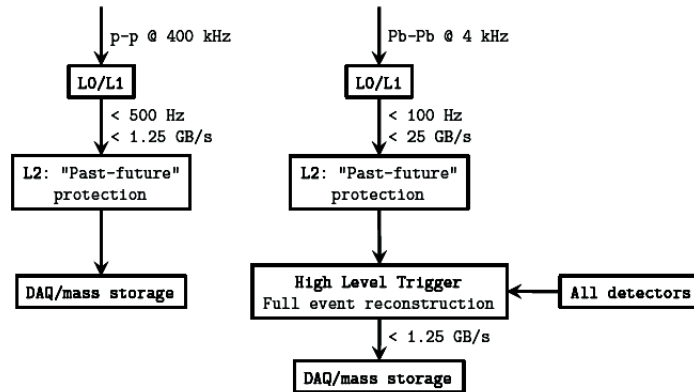 p-p @ 400 kHz
L0/L1
< 500 Hz
< 1.25 GB/s
L2: "Past-future"
protection
DAQ/mass storage
Pb-Pb @ 4 kHz
L0/L1
< 100 Hz
< 25 GB/s
L2: "Past-future"
protection
High Level Trigger
Full event reconstruction
All detectors
< 1.25 GB/s
DAQ/mass storage